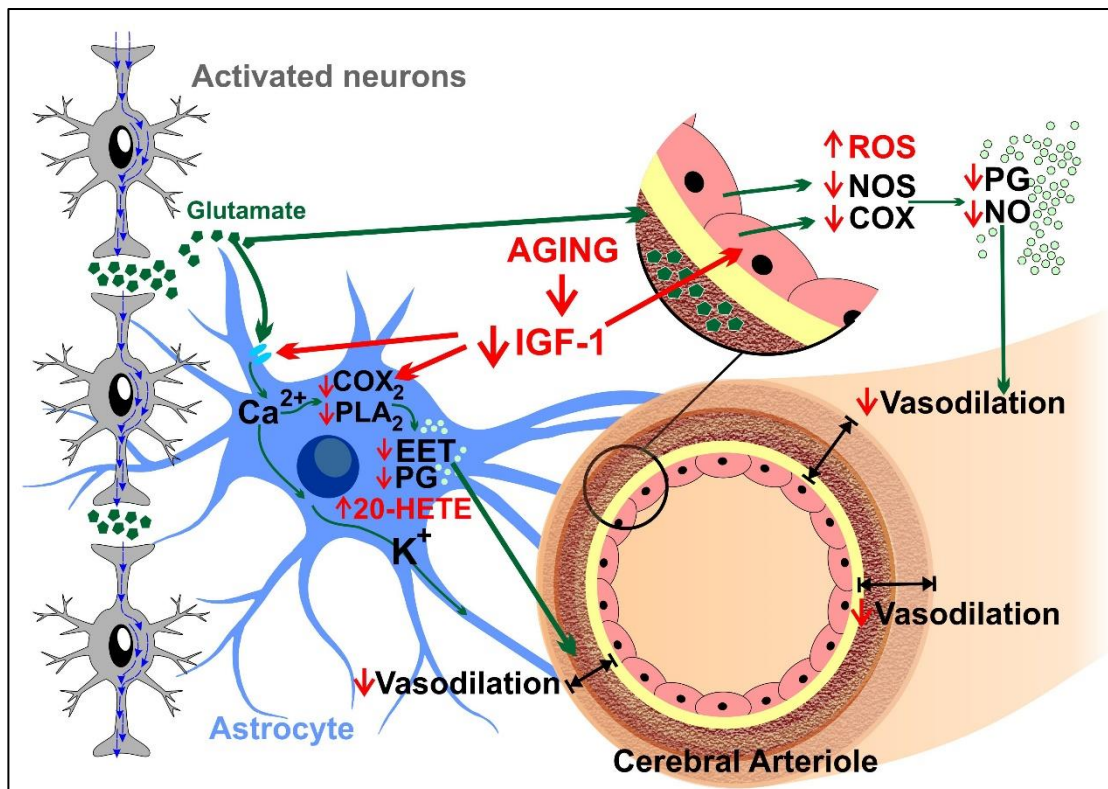 Activated neurons
Glutamate
AGING
↓
↓ IGF-1
↑ ROS
↓ NOS
↓ COX
↓PG
↓NO
Ca²⁺
↓COX₂
↓PLA₂
↓EET
↓PG
↑20-HETE
K⁺
↓Vasodilation
↓Vasodilation
↓Vasodilation
Astrocyte
Cerebral Arteriole